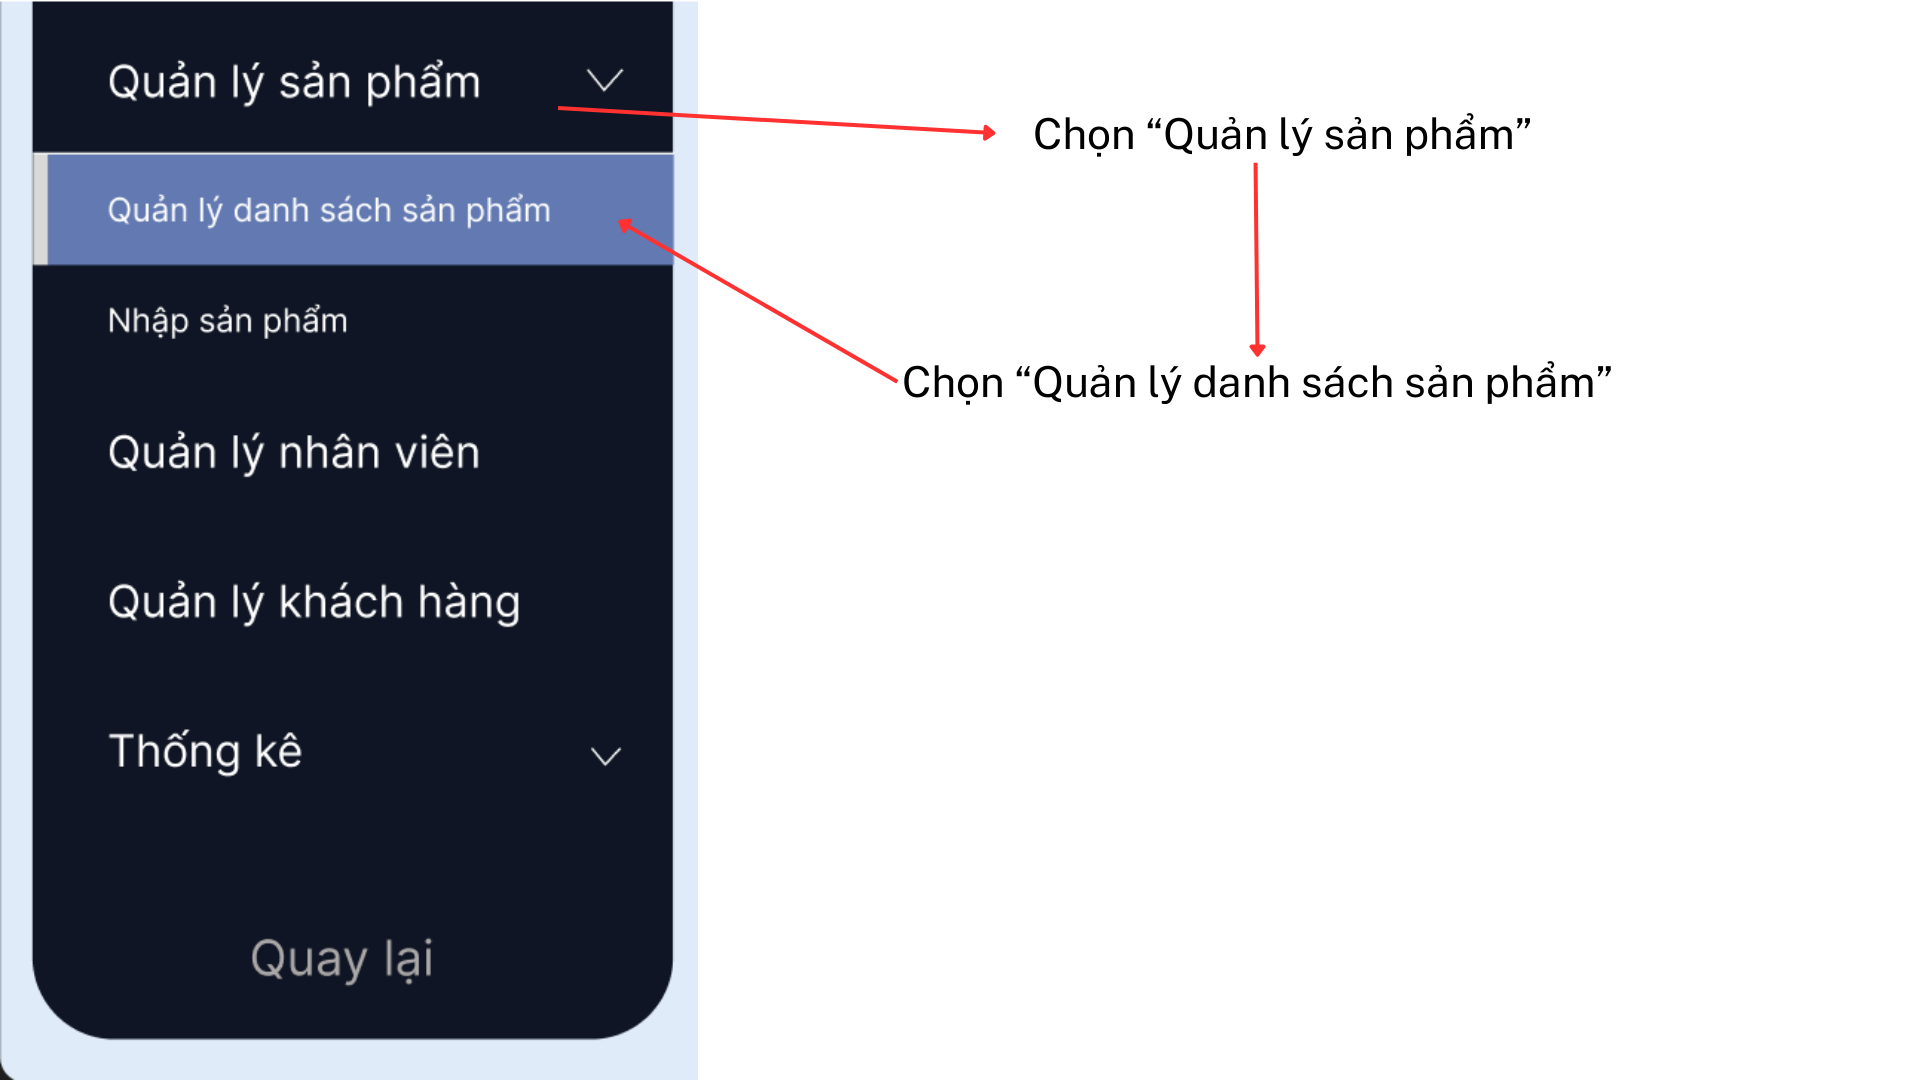 Quản lý sản phẩm
Quản lý danh sách sản phẩm
Nhập sản phẩm
Quản lý nhân viên
Quản lý khách hàng
Thống kê
Quay lại
Chọn “Quản lý sản phẩm”
Chọn “Quản lý danh sách sản phẩm”